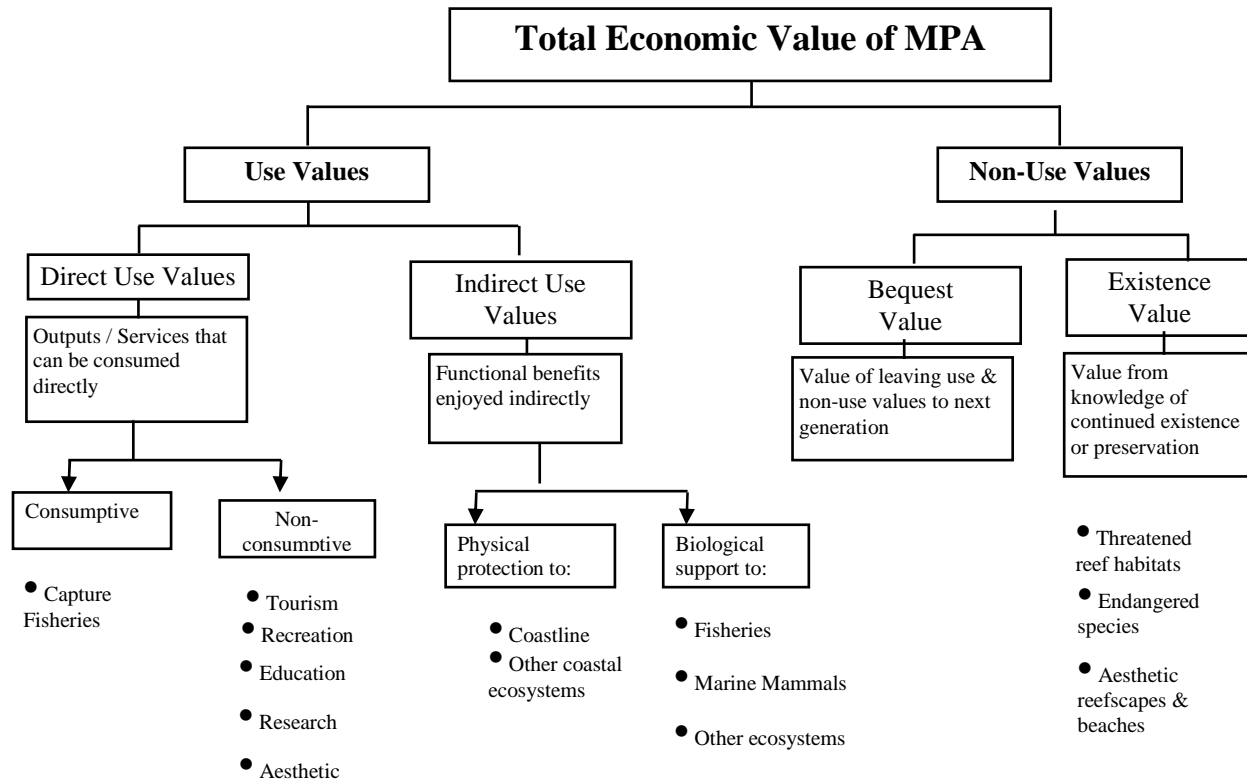 Total Economic Value of MPA
Use Values
Non-Use Values
Direct Use Values
Outputs / Services that
can be consumed
directly
Indirect Use
Values
Functional benefits
enjoyed indirectly
Bequest
Value
Value of leaving use &
non-use values to next
generation
Existence
Value
Value from
knowledge of
continued existence
or preservation
Consumptive
• Capture
Fisheries
Non-
consumptive
• Tourism
• Recreation
• Education
• Research
• Aesthetic
Physical
protection to:
• Coastline
• Other coastal
ecosystems
Biological
support to:
• Fisheries
• Marine Mammals
• Other ecosystems
• Threatened
reef habitats
• Endangered
species
• Aesthetic
reefscapes &
beaches